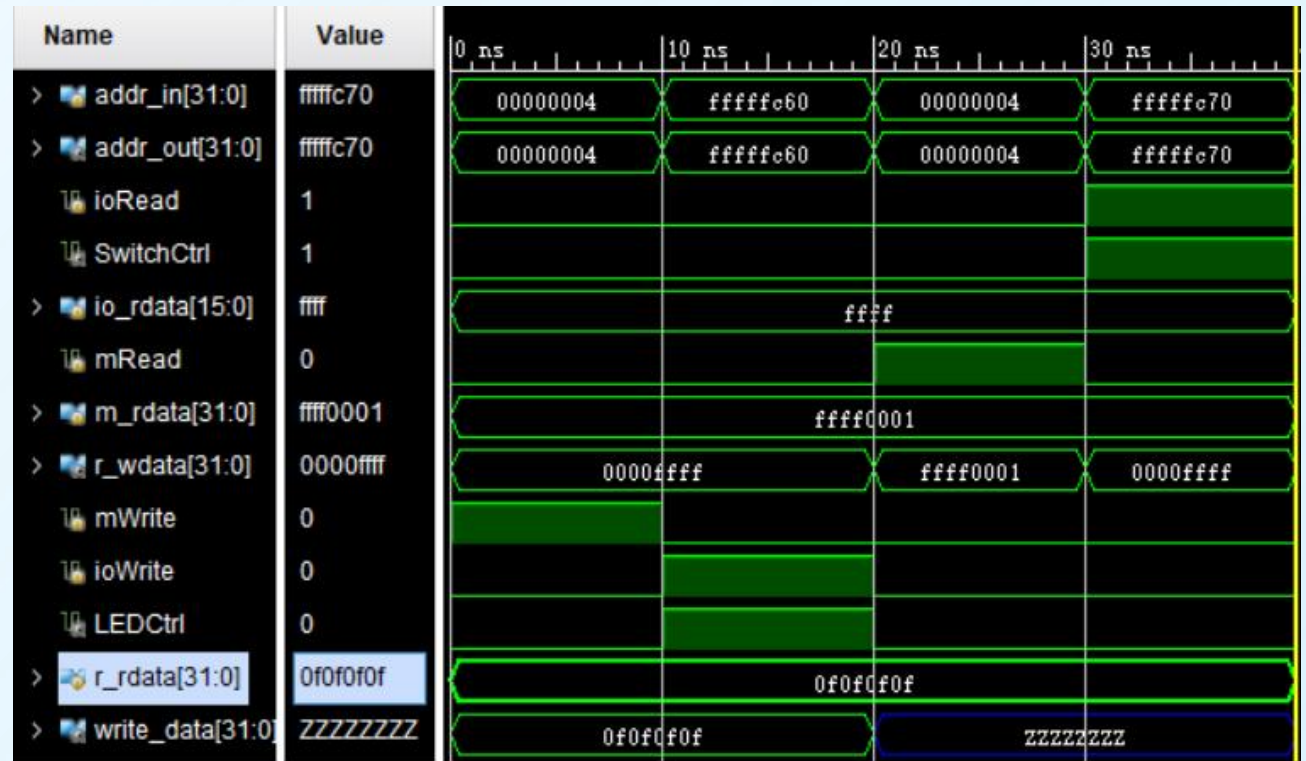 Name Value 0 ns 10 ns 20 ns 30 ns
> addr_in[31:0] fffffc70 00000004 fffffc60 00000004 fffffc70
> addr_out[31:0] fffffc70 00000004 fffffc60 00000004 fffffc70
ioRead 1
SwitchCtrl 1
> io_rdata[15:0] ffff ffff
mRead 0
> m_rdata[31:0] ffff0001 ffff0001
> r_wdata[31:0] 0000ffff 0000ffff ffff0001 0000ffff
mWrite 0
ioWrite 0
LEDCtrl 0
> r_rdata[31:0] 0f0f0f0f 0f0f0f0f
> write_data[31:0] ZZZZZZZZ 0f0f0f0f ZZZZZZZZ